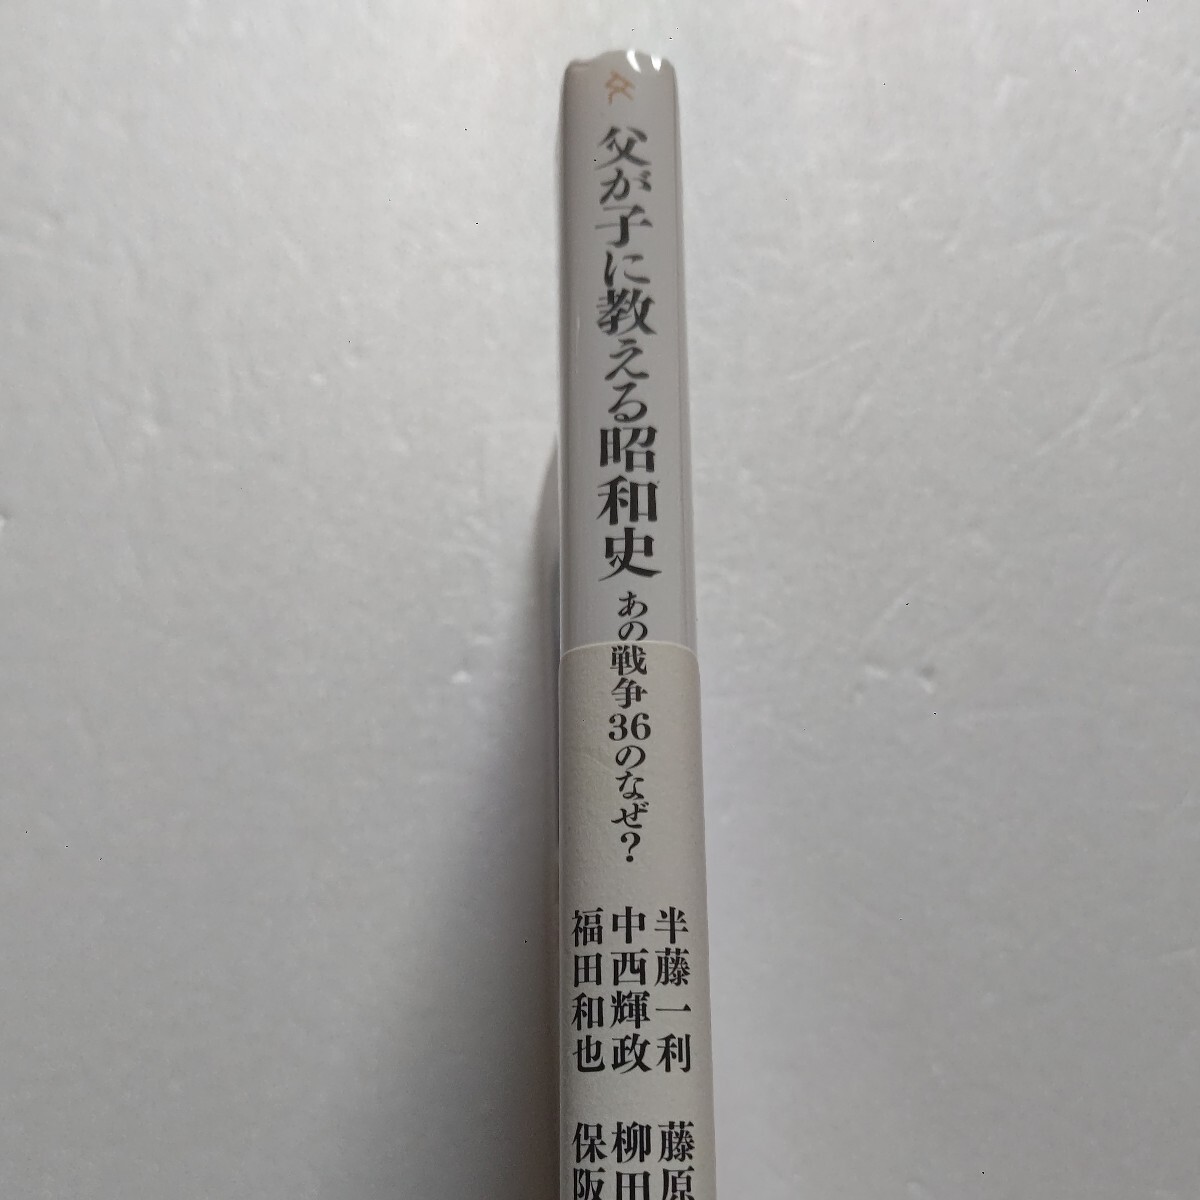 父が子に教える昭和史
あの戦争36のなぜ?
半藤一利
中西輝政
福田和也
藤原
柳田
保阪